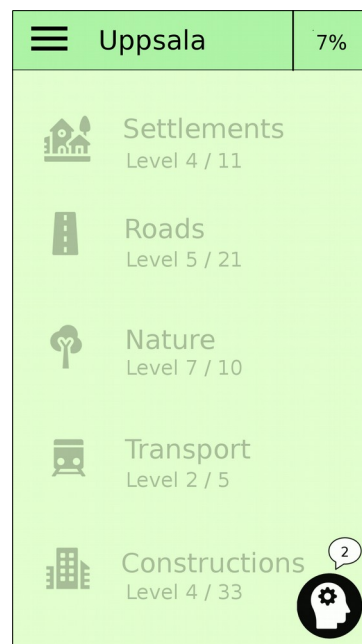 Uppsala
7%
Settlements
Level 4 / 11
Roads
Level 5 / 21
Nature
Level 7 / 10
Transport
Level 2 / 5
Constructions
Level 4 / 33
2